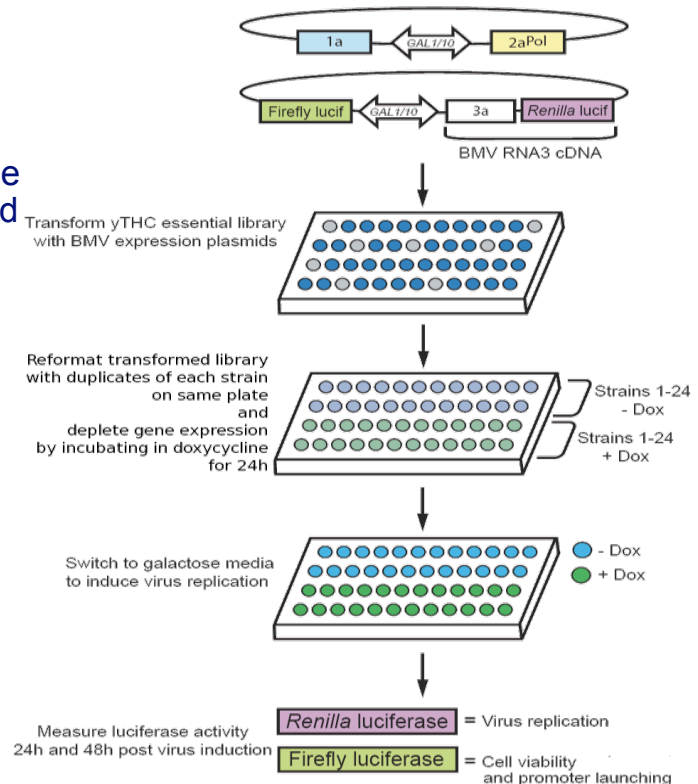 1a
GAL1/10
2aPol
Firefly lucif
GAL1/10
3a
Renilla lucif
BMV RNA3 cDNA
e
d
Transform yTHC essential library
with BMV expression plasmids
Reformat transformed library
with duplicates of each strain
on same plate
and
deplete gene expression
by incubating in doxycycline
for 24h
Strains 1-24
- Dox
Strains 1-24
+ Dox
Switch to galactose media
to induce virus replication
- Dox
+ Dox
Measure luciferase activity
24h and 48h post virus induction
Renilla luciferase = Virus replication
Firefly luciferase = Cell viability
and promoter launching